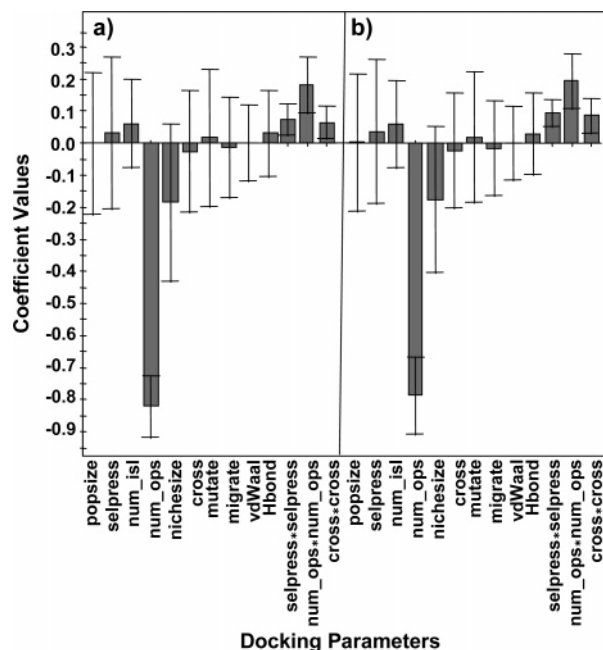 a)
b)
0.3
0.2
0.1
0.0
-0.1
-0.2
-0.3
-0.4
-0.5
-0.6
-0.7
-0.8
-0.9
Coefficient Values
popsize
selpress
num_isl
num_ops
nichesize
cross
mutate
migrate
vdWaal
Hbond
selpress*selpress
num_ops*num_ops
cross*cross
popsize
selpress
num_isl
num_ops
nichesize
cross
mutate
migrate
vdWaal
Hbond
selpress*selpress
num_ops*num_ops
cross*cross
Docking Parameters